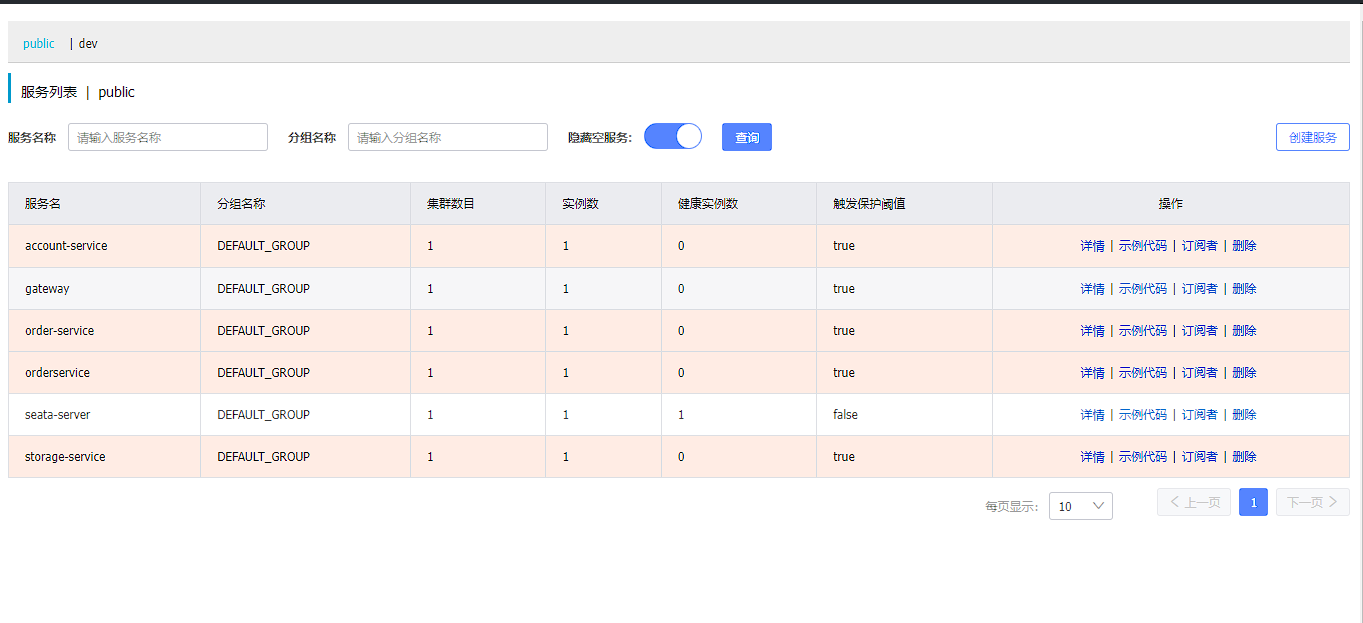 public | dev
服务列表 | public
服务名称 请输入服务名称 分组名称 请输入分组名称 隐藏空服务: 查询 创建服务
服务名 分组名称 集群数目 实例数 健康实例数 触发保护阈值 操作
account-service DEFAULT_GROUP 1 1 0 true 详情 | 示例代码 | 订阅者 | 删除
gateway DEFAULT_GROUP 1 1 0 true 详情 | 示例代码 | 订阅者 | 删除
order-service DEFAULT_GROUP 1 1 0 true 详情 | 示例代码 | 订阅者 | 删除
orderservice DEFAULT_GROUP 1 1 0 true 详情 | 示例代码 | 订阅者 | 删除
seata-server DEFAULT_GROUP 1 1 1 false 详情 | 示例代码 | 订阅者 | 删除
storage-service DEFAULT_GROUP 1 1 0 true 详情 | 示例代码 | 订阅者 | 删除
每页显示: 10 上一页 1 下一页